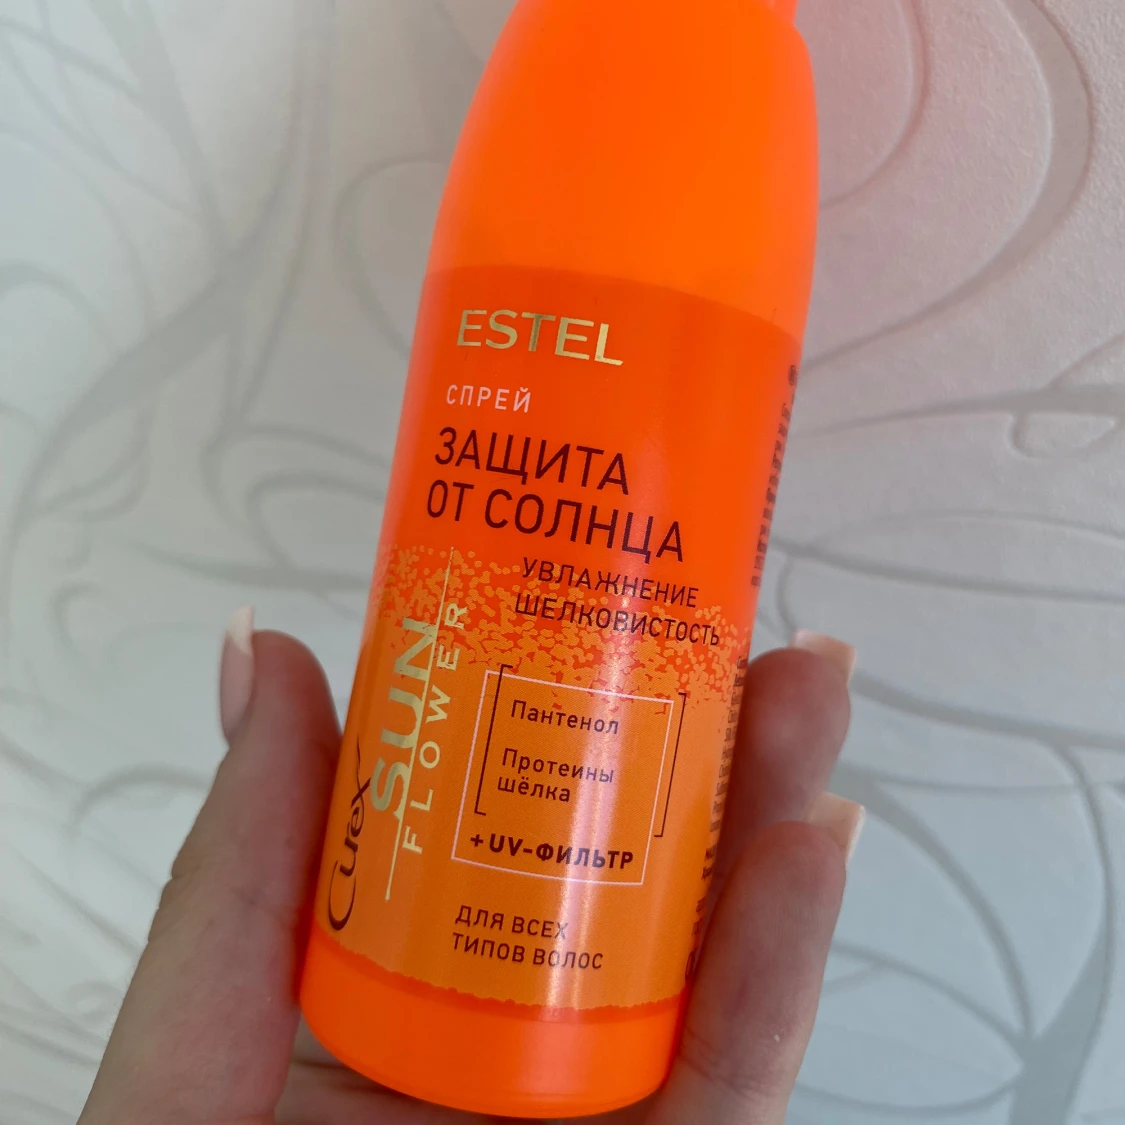 ESTEL
СПРЕЙ
ЗАЩИТА
ОТ СОЛНЦА
УВЛАЖНЕНИЕ
ШЕЛКОВИСТОСТЬ
Пантенол
Протеины
шёлка
+UV-ФИЛЬТР
ДЛЯ ВСЕХ
ТИПОВ ВОЛОС
Curex
SUN
FLOWER